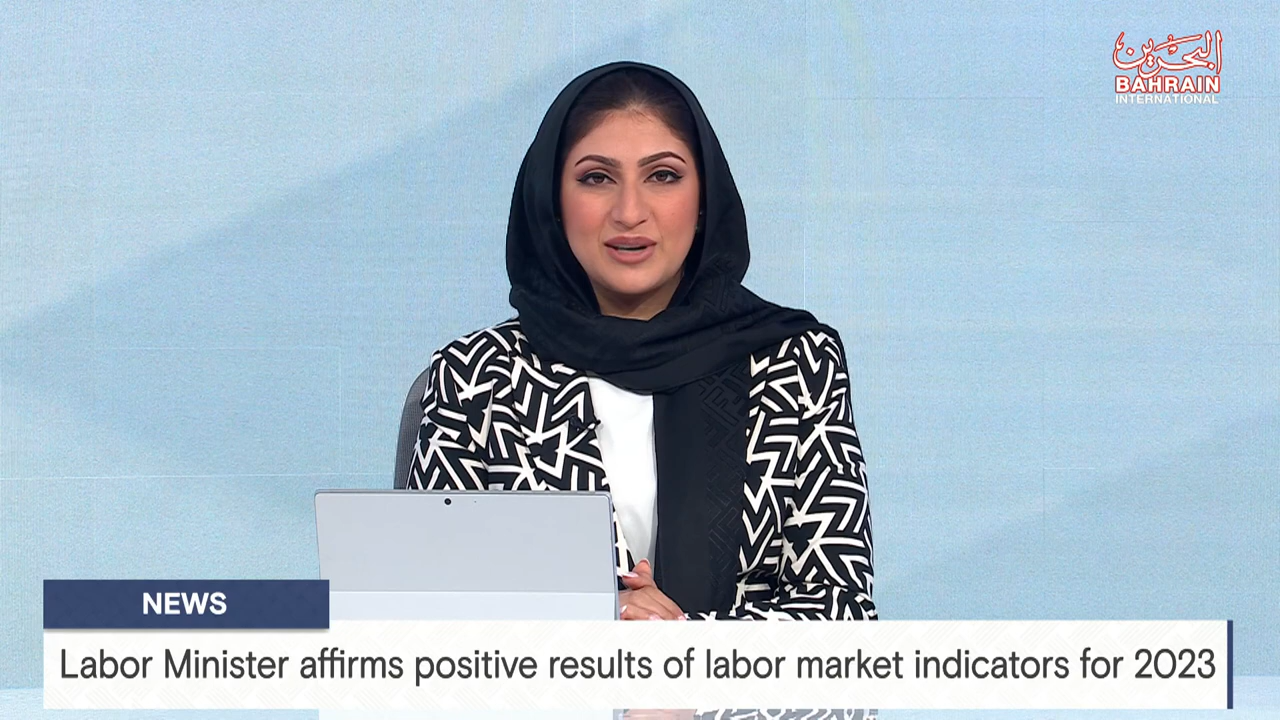 البحرين
BAHRAIN
INTERNATIONAL
NEWS
Labor Minister affirms positive results of labor market indicators for 2023